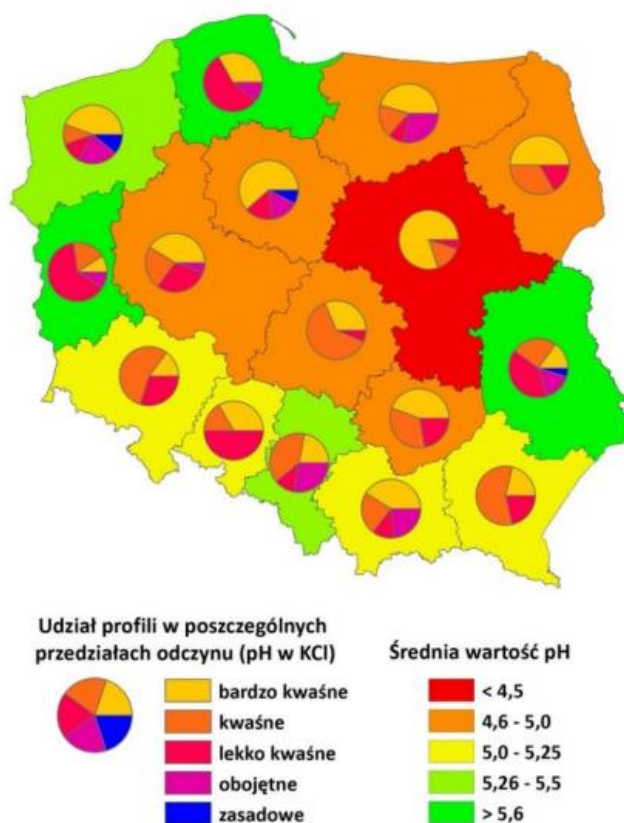 Udział profili w poszczególnych
przedziałach odczynu (pH w KCl)
bardzo kwaśne
kwaśne
lekko kwaśne
obojętne
zasadowe
Średnia wartość pH
< 4,5
4,6 - 5,0
5,0 - 5,25
5,26 - 5,5
> 5,6